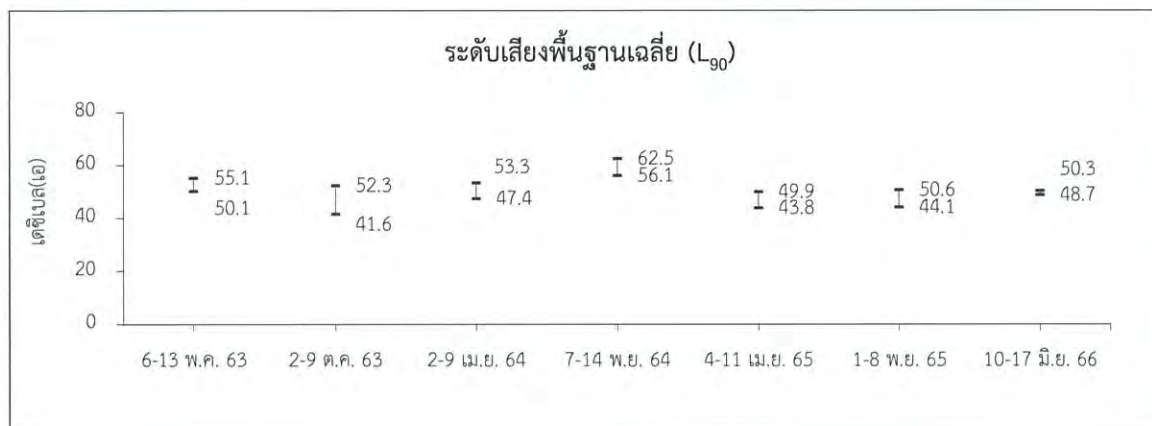 ระดับเสียงพื้นฐานเฉลี่ย (L₉₀)
เดซิเบล(เอ)
80
60
40
20
0
55.1
50.1
52.3
41.6
53.3
47.4
62.5
56.1
49.9
43.8
50.6
44.1
50.3
48.7
6-13 พ.ค. 63
2-9 ต.ค. 63
2-9 เม.ย. 64
7-14 พ.ย. 64
4-11 เม.ย. 65
1-8 พ.ย. 65
10-17 มิ.ย. 66